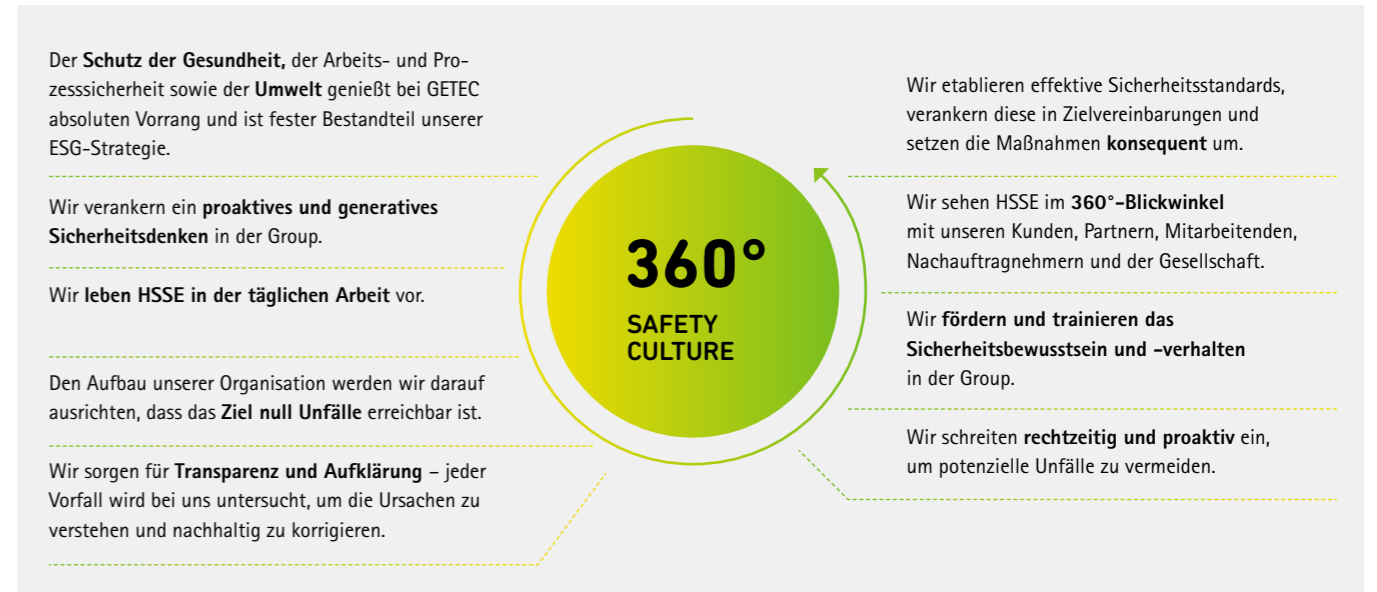 Der Schutz der Gesundheit, der Arbeits- und Pro-
zesssicherheit sowie der Umwelt genießt bei GETEC
absoluten Vorrang und ist fester Bestandteil unserer
ESG-Strategie.
Wir verankern ein proaktives und generatives
Sicherheitsdenken in der Group.
Wir leben HSSE in der täglichen Arbeit vor.
Den Aufbau unserer Organisation werden wir darauf
ausrichten, dass das Ziel null Unfälle erreichbar ist.
Wir sorgen für Transparenz und Aufklärung – jeder
Vorfall wird bei uns untersucht, um die Ursachen zu
verstehen und nachhaltig zu korrigieren.
360°
SAFETY
CULTURE
Wir etablieren effektive Sicherheitsstandards,
verankern diese in Zielvereinbarungen und
setzen die Maßnahmen konsequent um.
Wir sehen HSSE im 360°-Blickwinkel
mit unseren Kunden, Partnern, Mitarbeitenden,
Nachauftragnehmern und der Gesellschaft.
Wir fördern und trainieren das
Sicherheitsbewusstsein und -verhalten
in der Group.
Wir schreiten rechtzeitig und proaktiv ein,
um potenzielle Unfälle zu vermeiden.